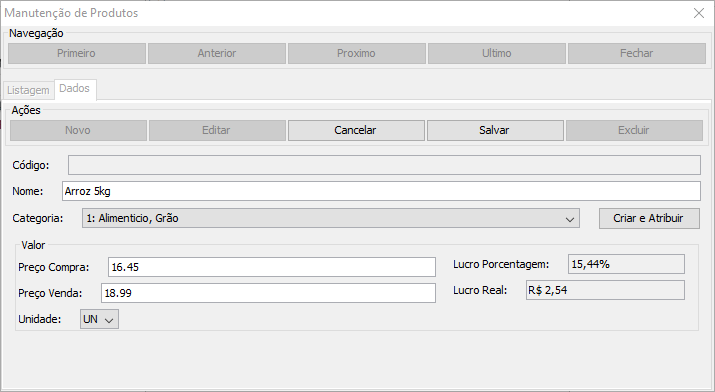 Manutenção de Produtos
Navegação
Primeiro Anterior Proximo Ultimo Fechar
Listagem Dados
Ações
Novo Editar Cancelar Salvar Excluir
Código:
Nome: Arroz 5kg
Categoria: 1: Alimenticio, Grão Criar e Atribuir
Valor
Preço Compra: 16.45 Lucro Porcentagem: 15,44%
Preço Venda: 18.99 Lucro Real: R$ 2,54
Unidade: UN